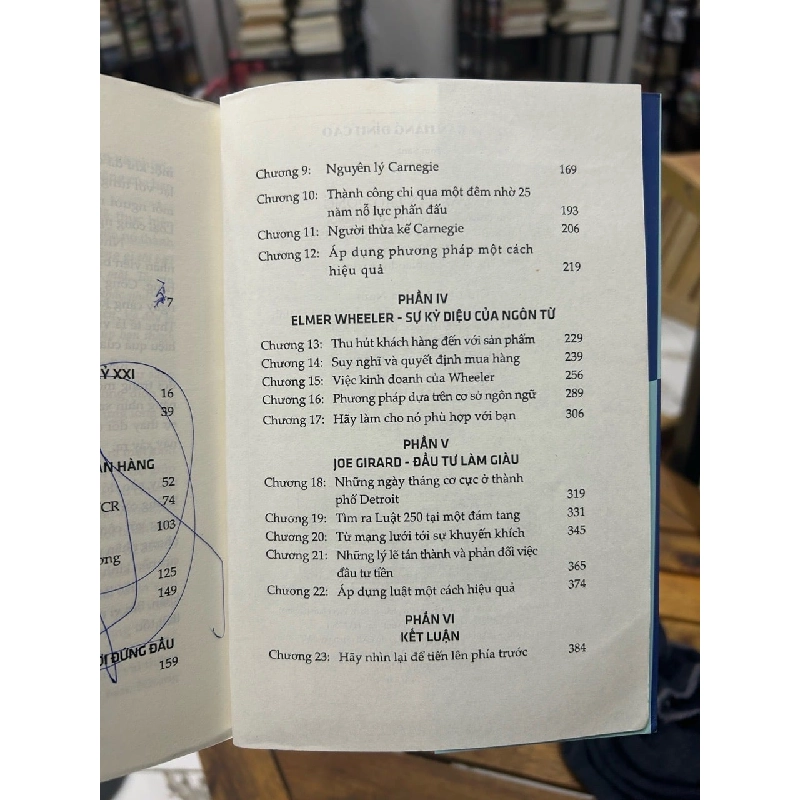 7
Ỷ XXI
16
39
ÁN HÀNG
52
CR 74
103
ong
125
149
ỜI ĐỨNG ĐẦU
159
Chương 9: Nguyên lý Carnegie 169
Chương 10: Thành công chỉ qua một đêm nhờ 25
năm nỗ lực phấn đấu 193
Chương 11: Người thừa kế Carnegie 206
Chương 12: Áp dụng phương pháp một cách
hiệu quả 219
PHẦN IV
ELMER WHEELER - SỰ KỲ DIỆU CỦA NGÔN TỪ
Chương 13: Thu hút khách hàng đến với sản phẩm 229
Chương 14: Suy nghĩ và quyết định mua hàng 239
Chương 15: Việc kinh doanh của Wheeler 256
Chương 16: Phương pháp dựa trên cơ sở ngôn ngữ 289
Chương 17: Hãy làm cho nó phù hợp với bạn 306
PHẦN V
JOE GIRARD - ĐẦU TƯ LÀM GIÀU
Chương 18: Những ngày tháng cơ cực ở thành
phố Detroit 319
Chương 19: Tìm ra Luật 250 tại một đám tang 331
Chương 20: Từ mạng lưới tới sự khuyến khích 345
Chương 21: Những lý lẽ tán thành và phản đối việc
đầu tư tiền 365
Chương 22: Áp dụng luật một cách hiệu quả 374
PHẦN VI
KẾT LUẬN
Chương 23: Hãy nhìn lại để tiến lên phía trước 384